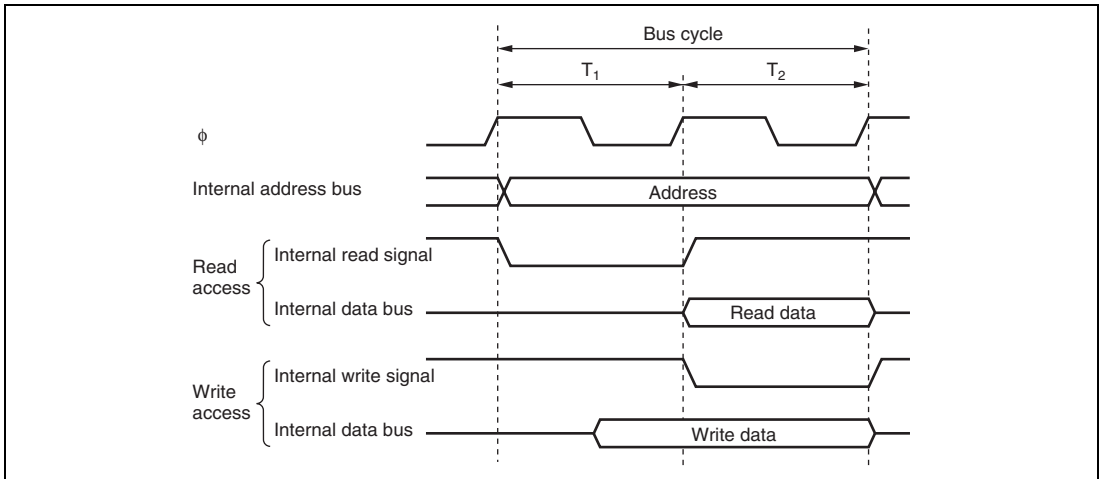 Bus cycle
T₁ T₂
ϕ
Internal address bus
Address
Read
access
Internal read signal
Internal data bus
Read data
Write
access
Internal write signal
Internal data bus
Write data